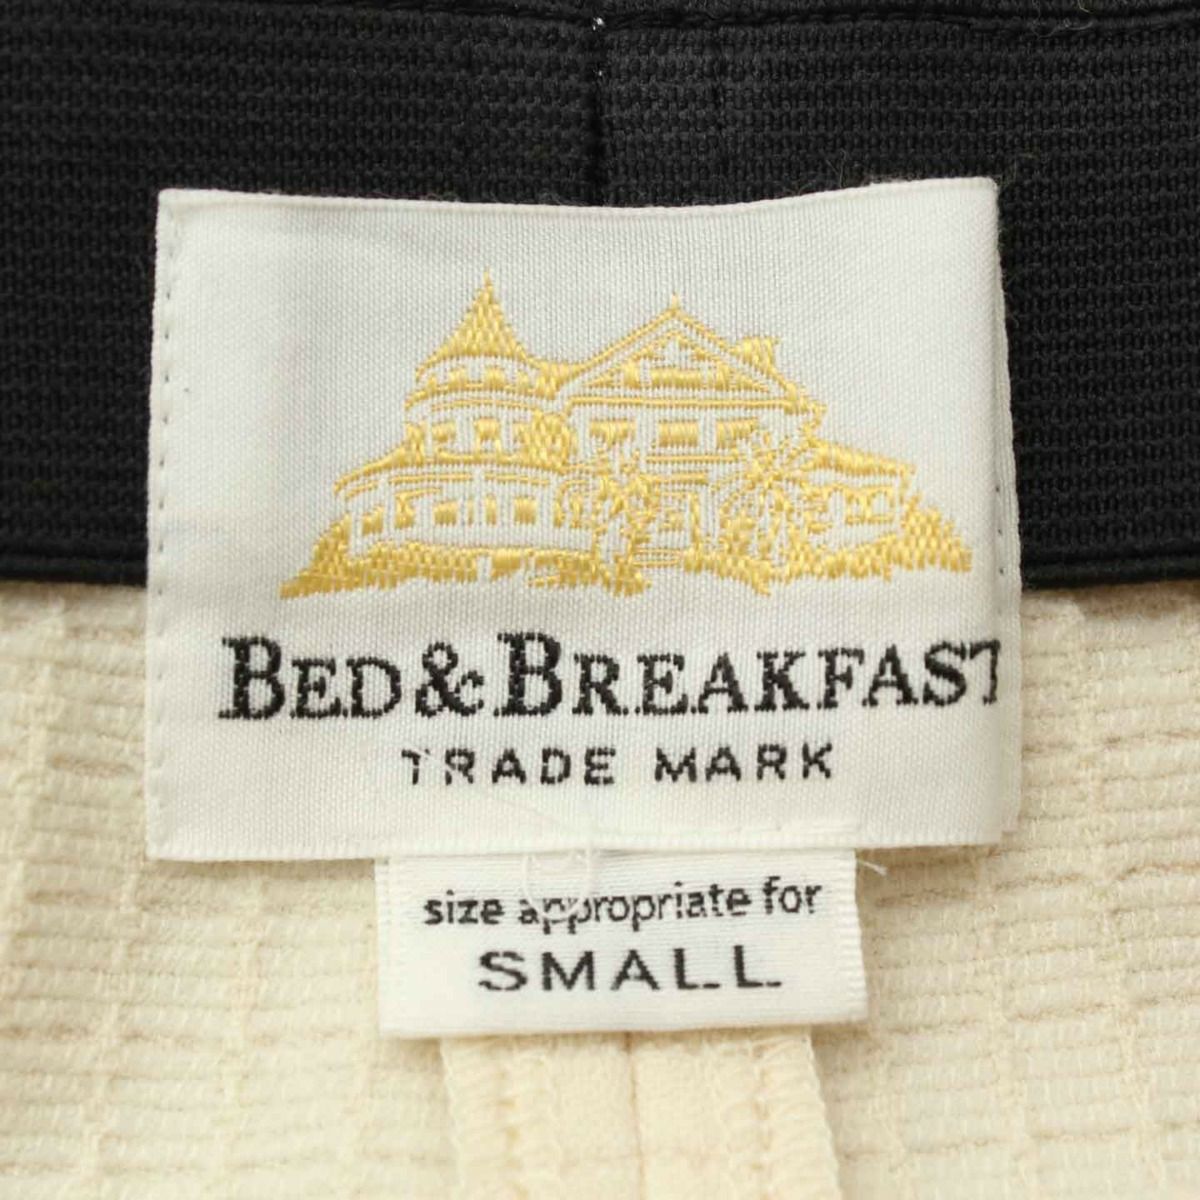 BED&BREAKFAST
TRADE MARK
size appropriate for
SMALL